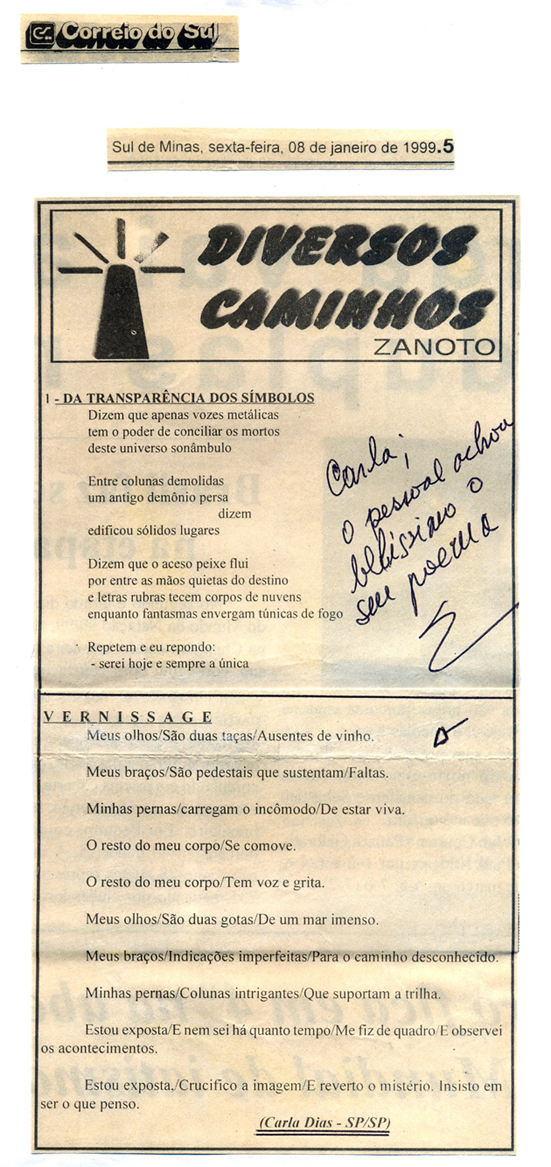 Correio do Sul
Sul de Minas, sexta-feira, 08 de janeiro de 1999.5
DIVERSOS
CAMINHOS
ZANOTO
1 - DA TRANSPARÊNCIA DOS SÍMBOLOS
Dizem que apenas vozes metálicas
tem o poder de conciliar os mortos
deste universo sonâmbulo
Entre colunas demolidas
um antigo demônio persa
dizem
edificou sólidos lugares
Dizem que o aceso peixe flui
por entre as mãos quietas do destino
e letras rubras tecem corpos de nuvens
enquanto fantasmas envergam túnicas de fogo
Repetem e eu repondo:
- serei hoje e sempre a única
Carla;
o pessoal achou
belíssimo o
seu poema
VERNISSAGE
Meus olhos/São duas taças/Ausentes de vinho.
Meus braços/São pedestais que sustentam/Faltas.
Minhas pernas/carregam o incômodo/De estar viva.
O resto do meu corpo/Se comove.
O resto do meu corpo/Tem voz e grita.
Meus olhos/São duas gotas/De um mar imenso.
Meus braços/Indicações imperfeitas/Para o caminho desconhecido.
Minhas pernas/Colunas intrigantes/Que suportam a trilha.
Estou exposta/E nem sei há quanto tempo/Me fiz de quadro/E observei
os acontecimentos.
Estou exposta,/Crucifico a imagem/E reverto o mistério. Insisto em
ser o que penso.
(Carla Dias - SP/SP)